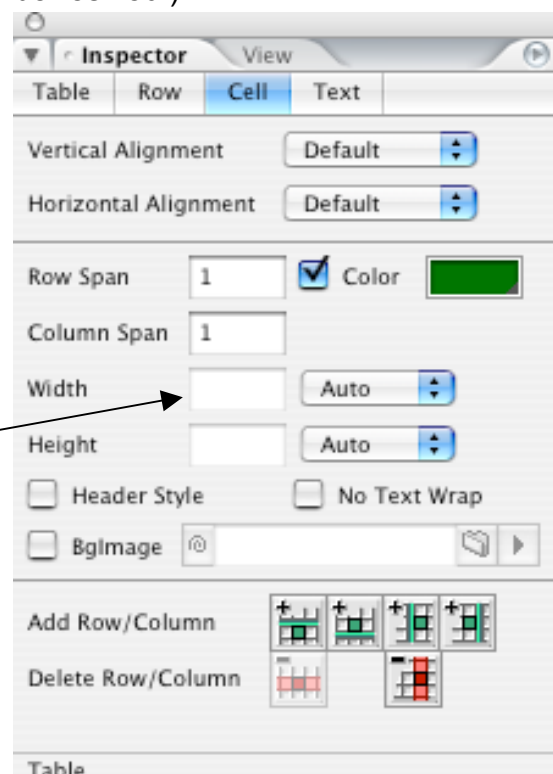 Inspector View
Table Row Cell Text
Vertical Alignment Default
Horizontal Alignment Default
Row Span 1 Color
Column Span 1
Width Auto
Height Auto
Header Style No Text Wrap
BgImage
Add Row/Column
Delete Row/Column
Table